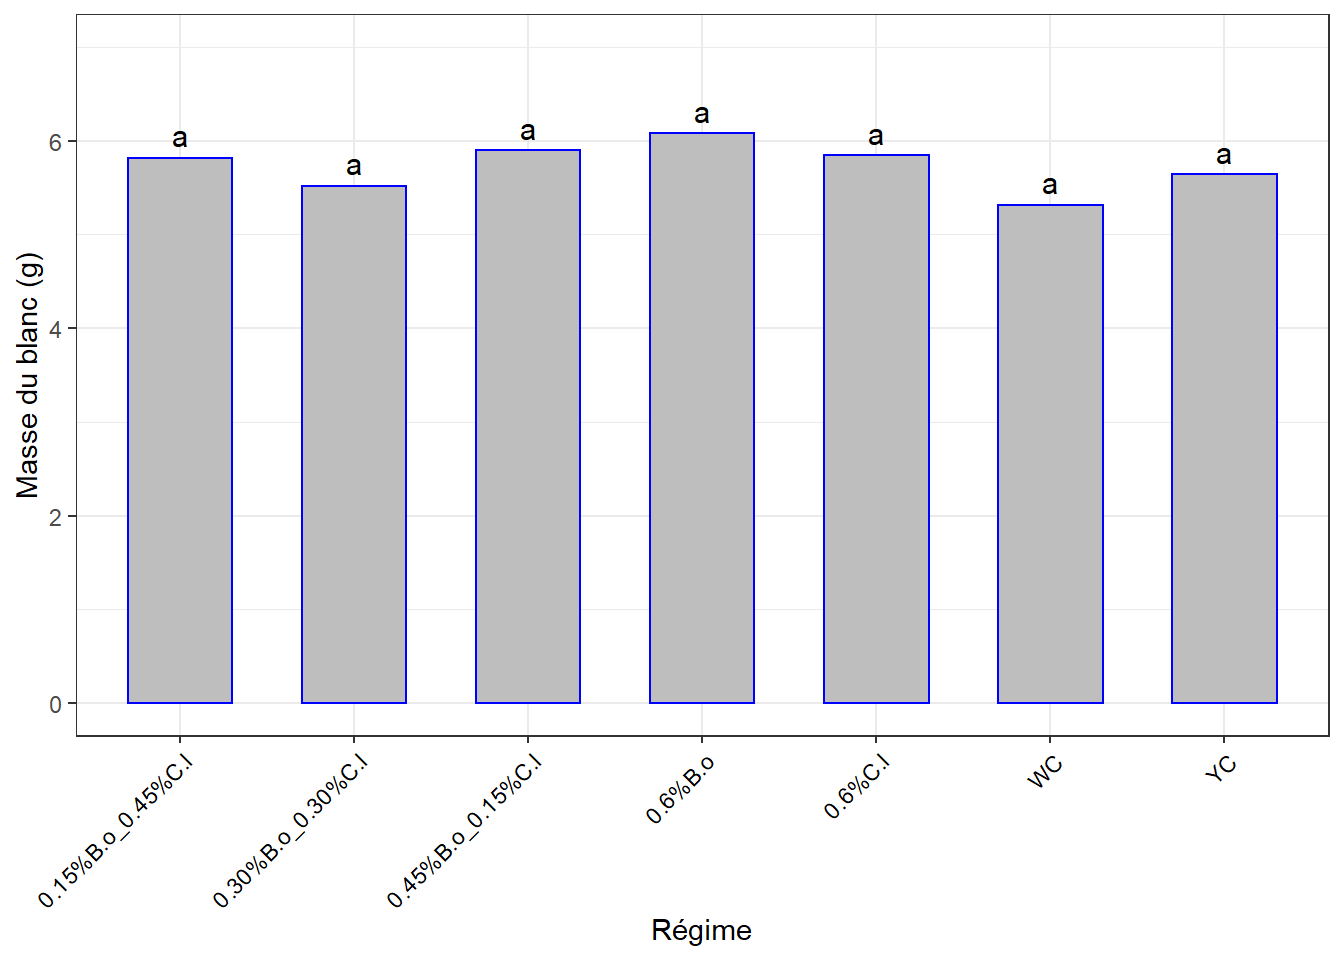 Masse du blanc (g)
6
4
2
0
a
a
a
a
a
a
a
0.15%B.o_0.45%C.l
0.30%B.o_0.30%C.l
0.45%B.o_0.15%C.l
0.6%B.o
0.6%C.l
WC
YC
Régime